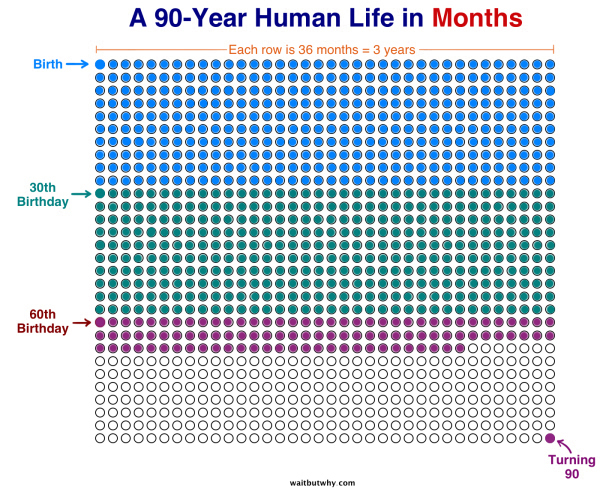 A 90-Year Human Life in Months
Each row is 36 months = 3 years
Birth
30th
Birthday
60th
Birthday
Turning
90
waitbutwhy.com